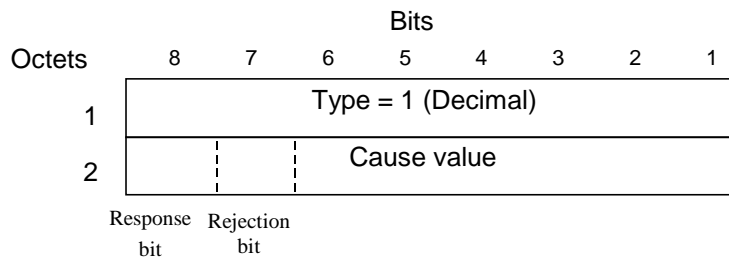 Bits
Octets 8 7 6 5 4 3 2 1
1 Type = 1 (Decimal)
2 Cause value
Response Rejection
bit bit